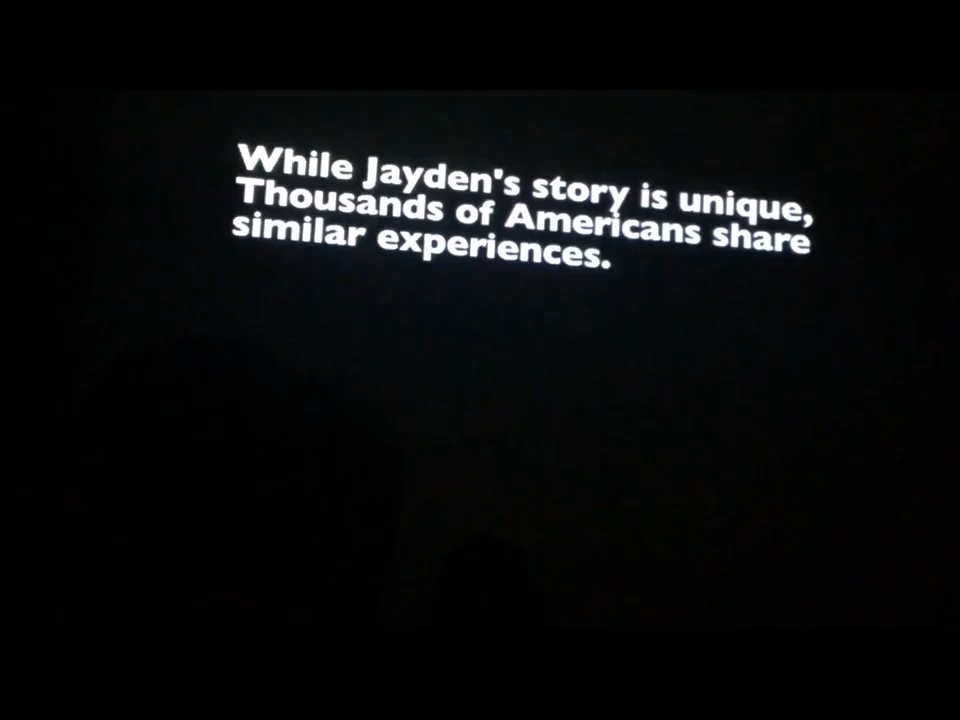 While Jayden's story is unique,
Thousands of Americans share
similar experiences.